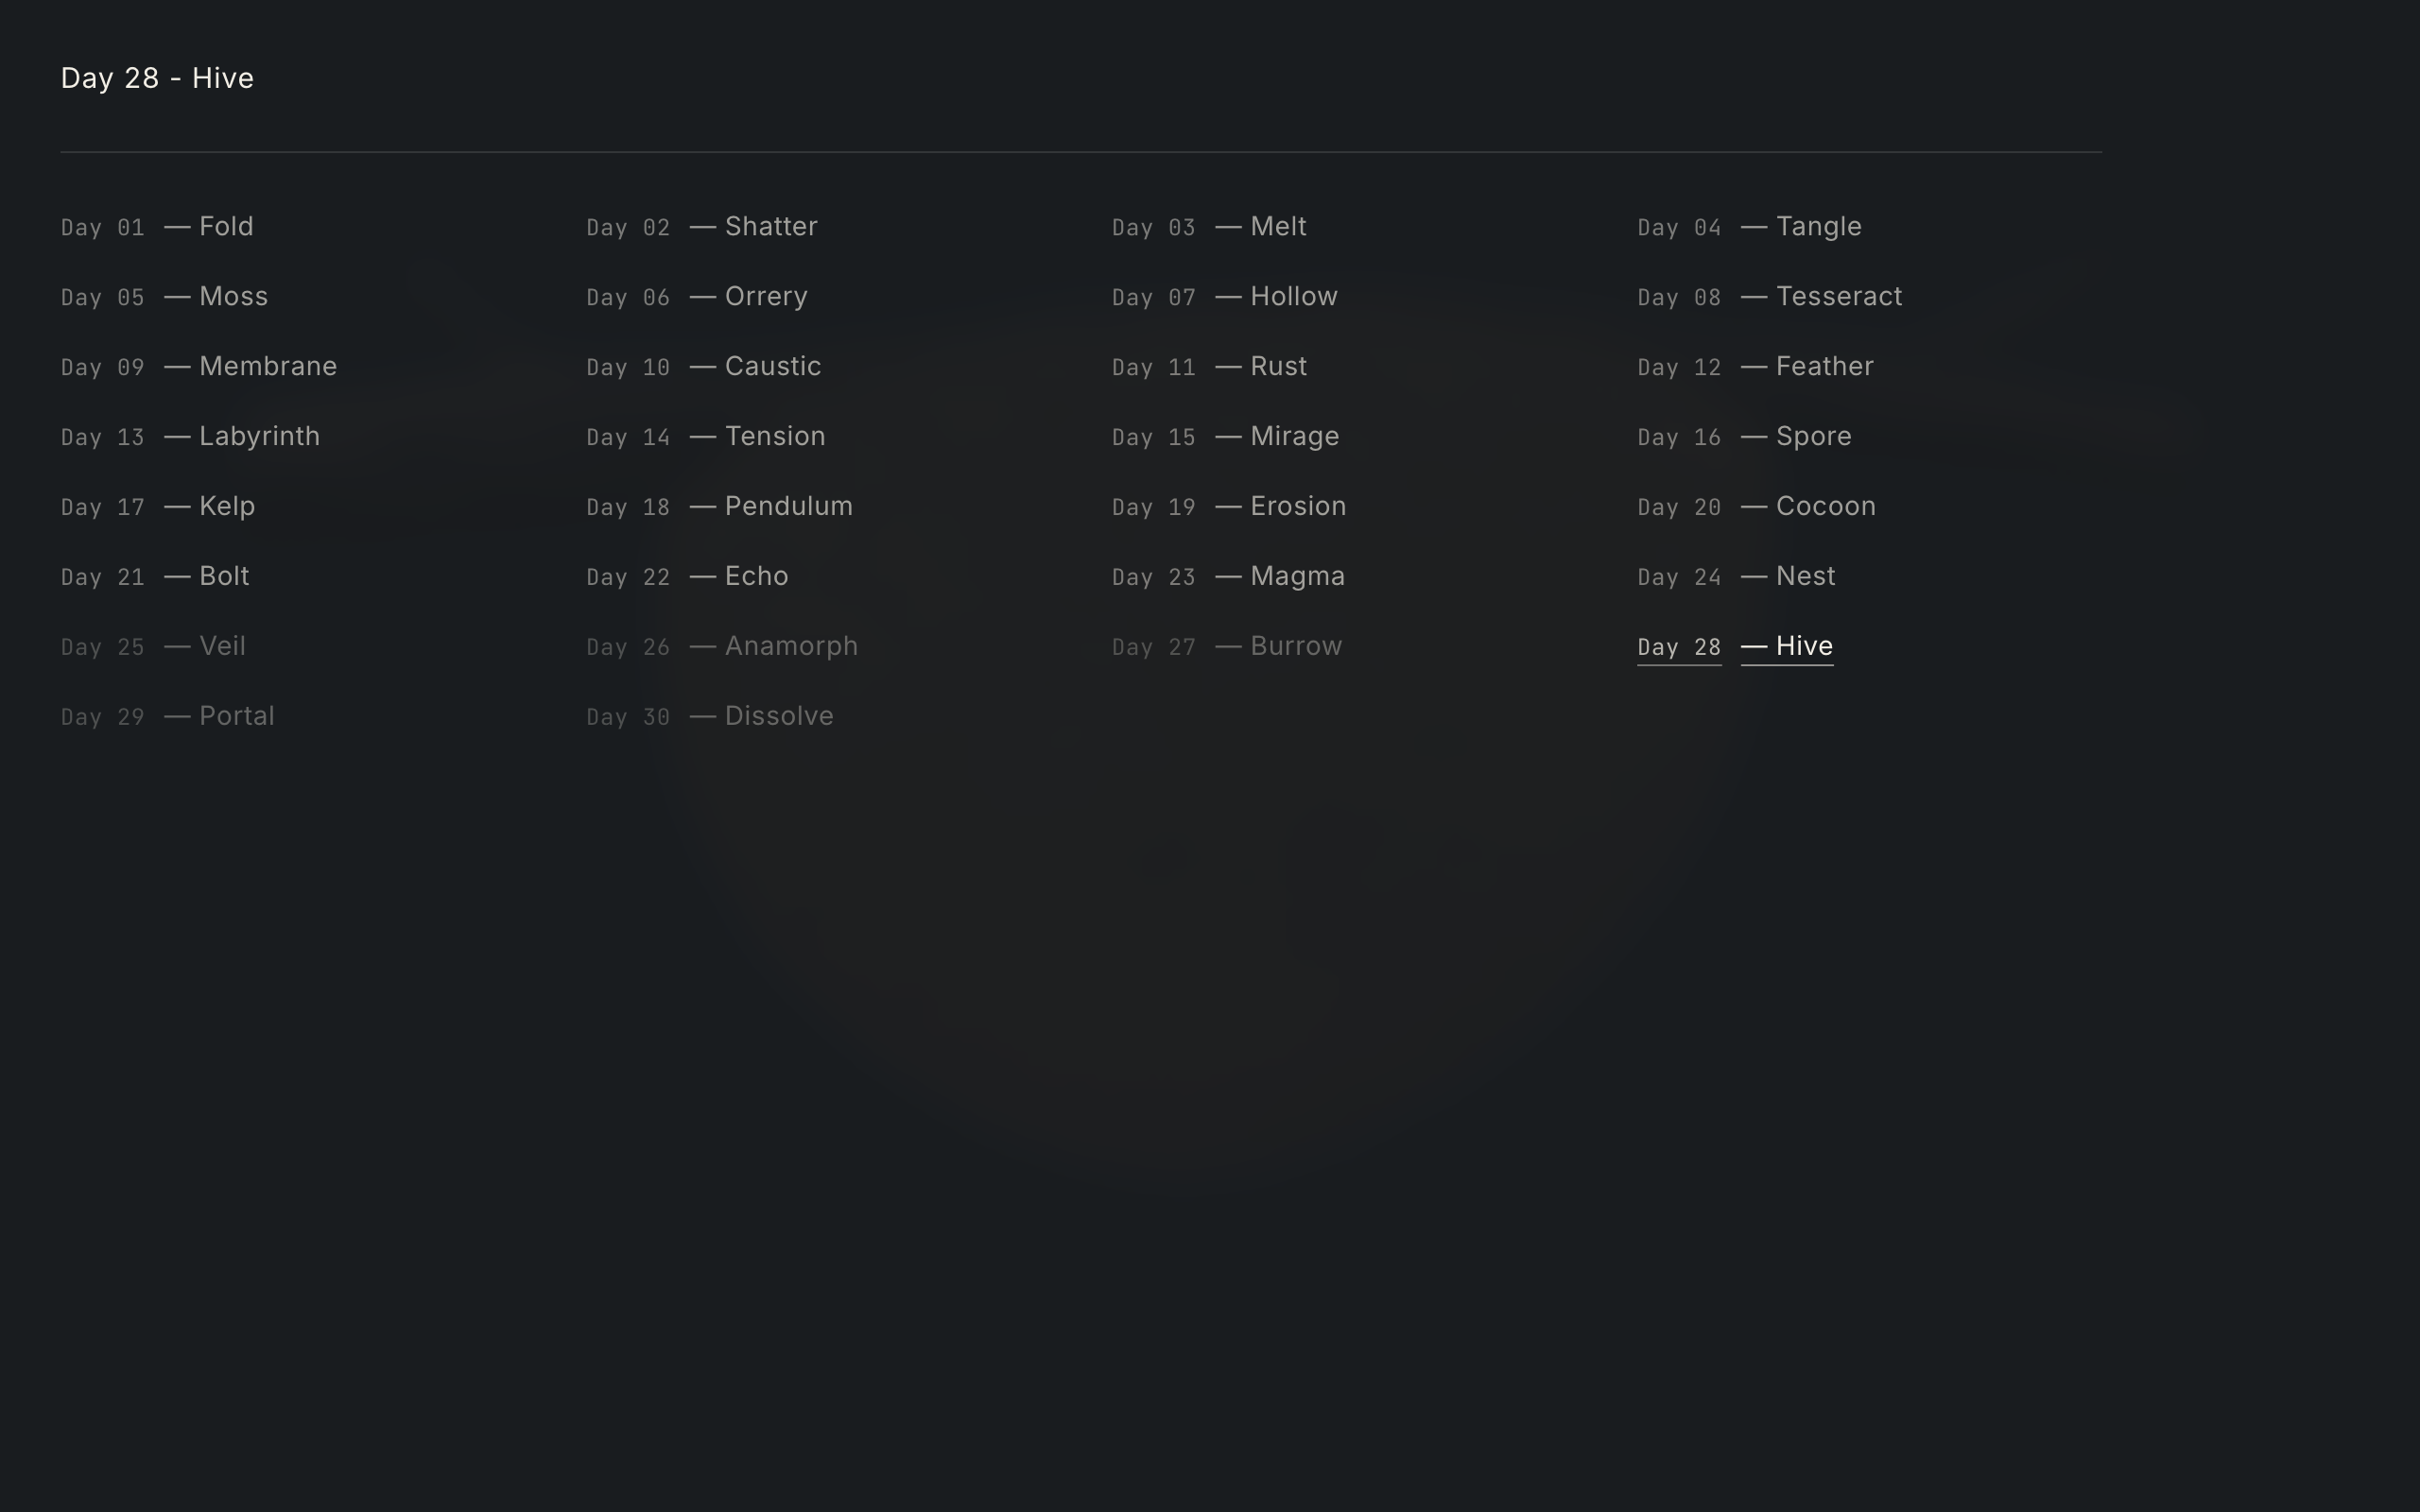 Day 28 - Hive
Day 01 — Fold
Day 02 — Shatter
Day 03 — Melt
Day 04 — Tangle
Day 05 — Moss
Day 06 — Orrery
Day 07 — Hollow
Day 08 — Tesseract
Day 09 — Membrane
Day 10 — Caustic
Day 11 — Rust
Day 12 — Feather
Day 13 — Labyrinth
Day 14 — Tension
Day 15 — Mirage
Day 16 — Spore
Day 17 — Kelp
Day 18 — Pendulum
Day 19 — Erosion
Day 20 — Cocoon
Day 21 — Bolt
Day 22 — Echo
Day 23 — Magma
Day 24 — Nest
Day 25 — Veil
Day 26 — Anamorph
Day 27 — Burrow
Day 28 — Hive
Day 29 — Portal
Day 30 — Dissolve